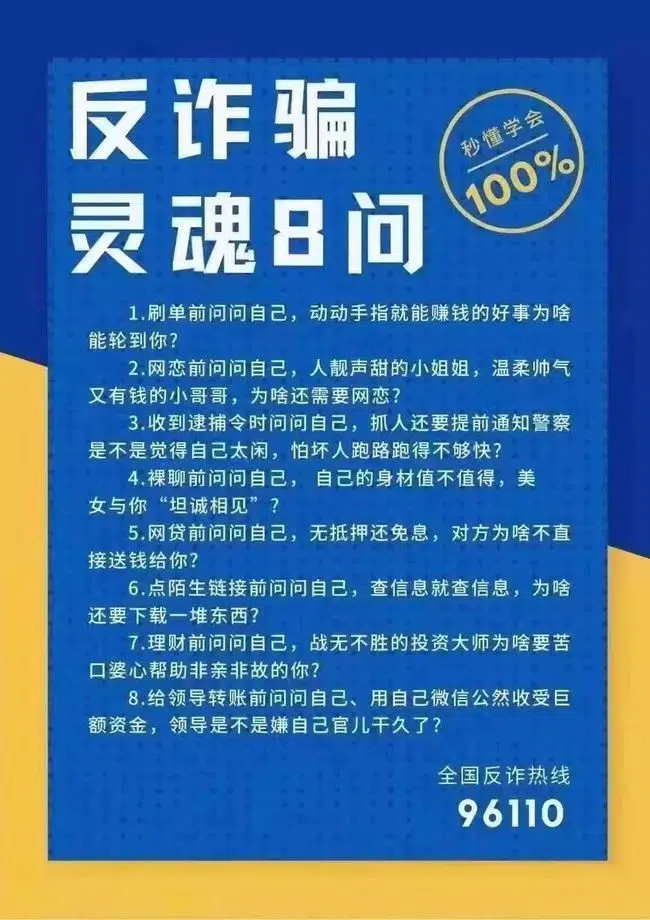 反诈骗
灵魂8问
秒懂学会
100%
1.刷单前问问自己，动动手指就能赚钱的好事为啥
能轮到你?
2.网恋前问问自己，人靓声甜的小姐姐，温柔帅气
又有钱的小哥哥，为啥还需要网恋?
3.收到逮捕令时问问自己，抓人还要提前通知警察
是不是觉得自己太闲，怕坏人跑路跑得不够快?
4.裸聊前问问自己， 自己的身材值不值得，美
女与你“坦诚相见”?
5.网贷前问问自己，无抵押还免息，对方为啥不直
接送钱给你?
6.点陌生链接前问问自己，查信息就查信息，为啥
还要下载一堆东西?
7.理财前问问自己，战无不胜的投资大师为啥要苦
口婆心帮助非亲非故的你?
8.给领导转账前问问自己、用自己微信公然收受巨
额资金，领导是不是嫌自己官儿干久了?
全国反诈热线
96110